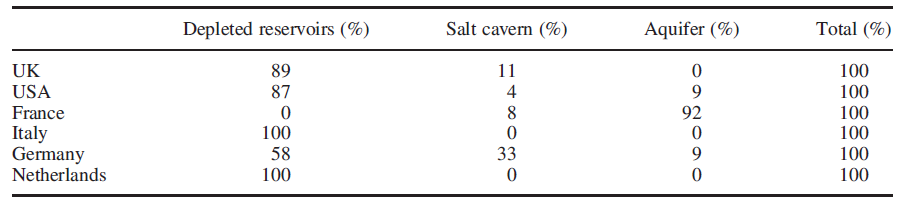 Depleted reservoirs (%) Salt cavern (%) Aquifer (%) Total (%)
UK 89 11 0 100
USA 87 4 9 100
France 0 8 92 100
Italy 100 0 0 100
Germany 58 33 9 100
Netherlands 100 0 0 100